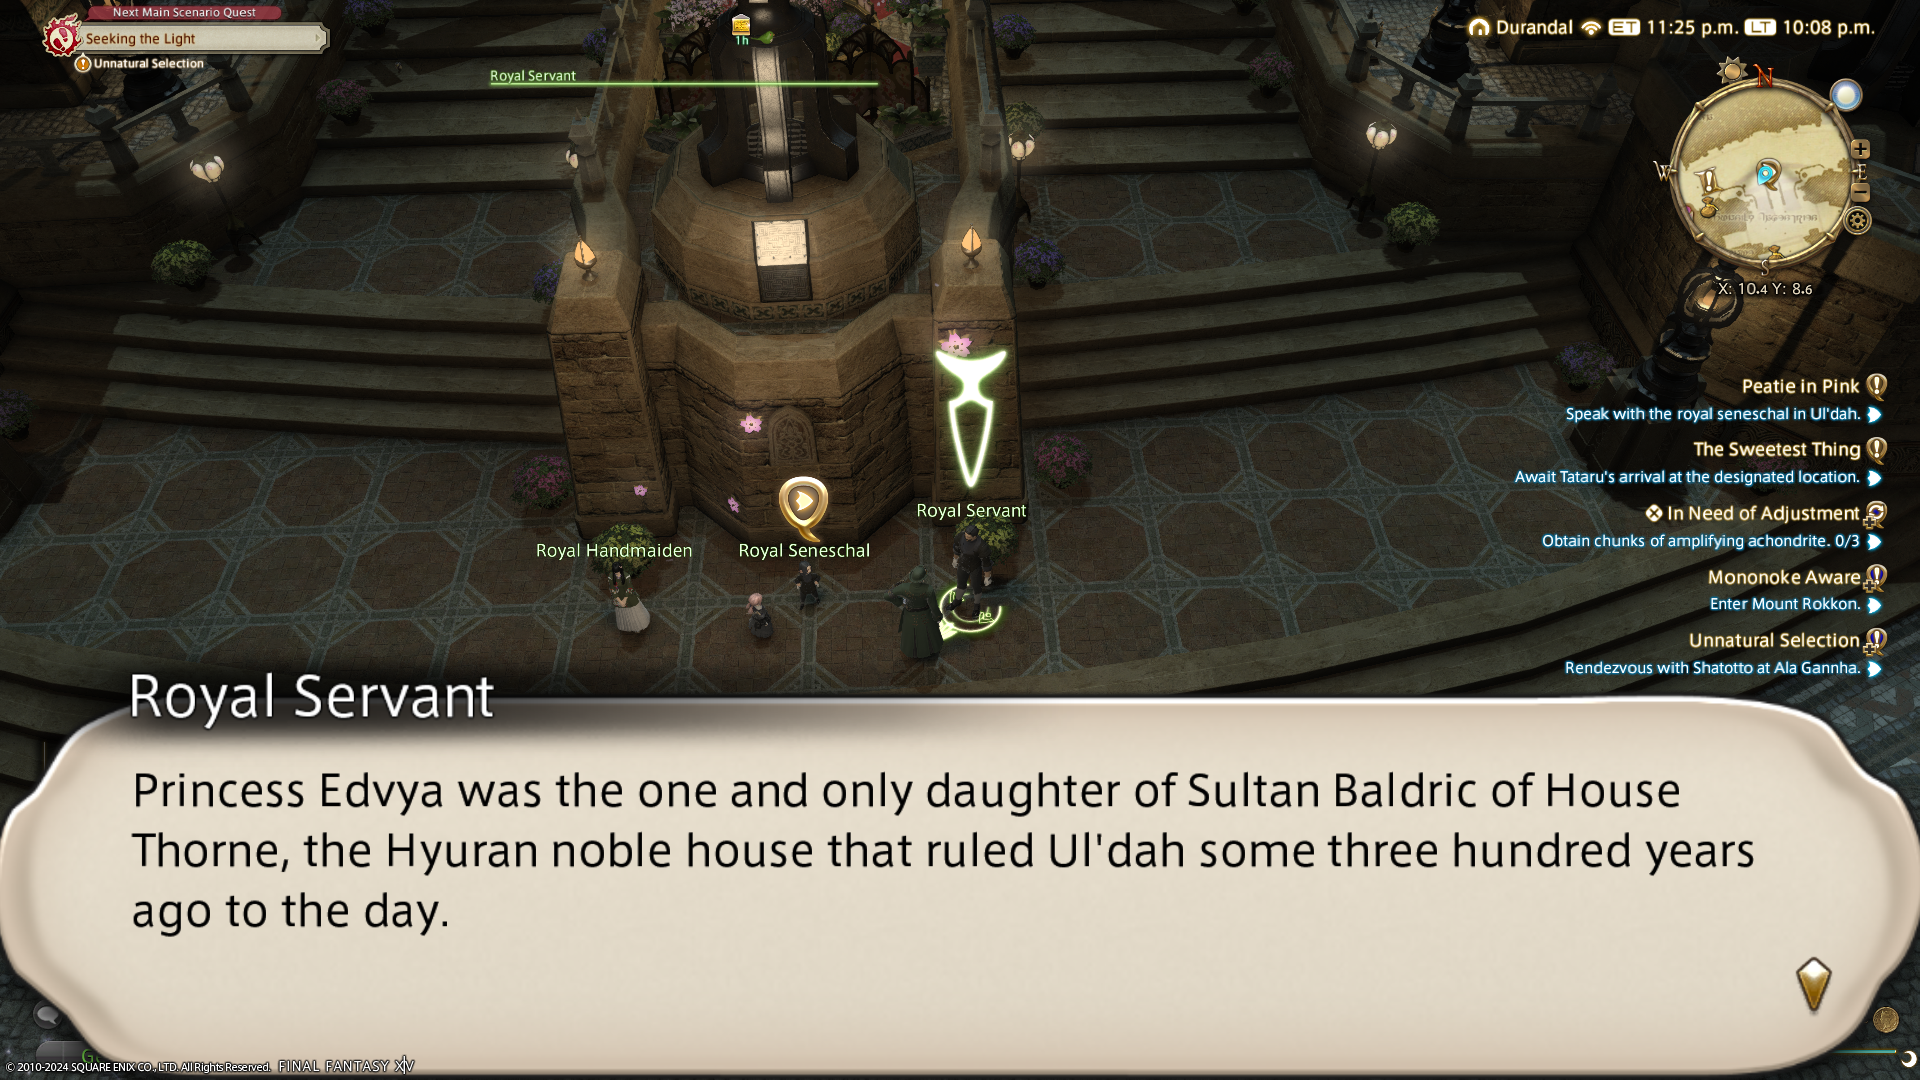 Next Main Scenario Quest
Seeking the Light
Unnatural Selection
1h
Royal Servant
Durandal ET 11:25 p.m. LT 10:08 p.m.
N
W
E
S
X: 10.4 Y: 8.6
Peatie in Pink
Speak with the royal seneschal in Ul'dah.
The Sweetest Thing
Await Tataru's arrival at the designated location.
In Need of Adjustment
Obtain chunks of amplifying achondrite. 0/3
Mononoke Aware
Enter Mount Rokkon.
Unnatural Selection
Rendezvous with Shatotto at Ala Gannha.
Royal Servant
Royal Handmaiden
Royal Seneschal
Royal Servant
Princess Edvya was the one and only daughter of Sultan Baldric of House
Thorne, the Hyuran noble house that ruled Ul'dah some three hundred years
ago to the day.
© 2010-2024 SQUARE ENIX CO., LTD. All Rights Reserved. FINAL FANTASY XIV